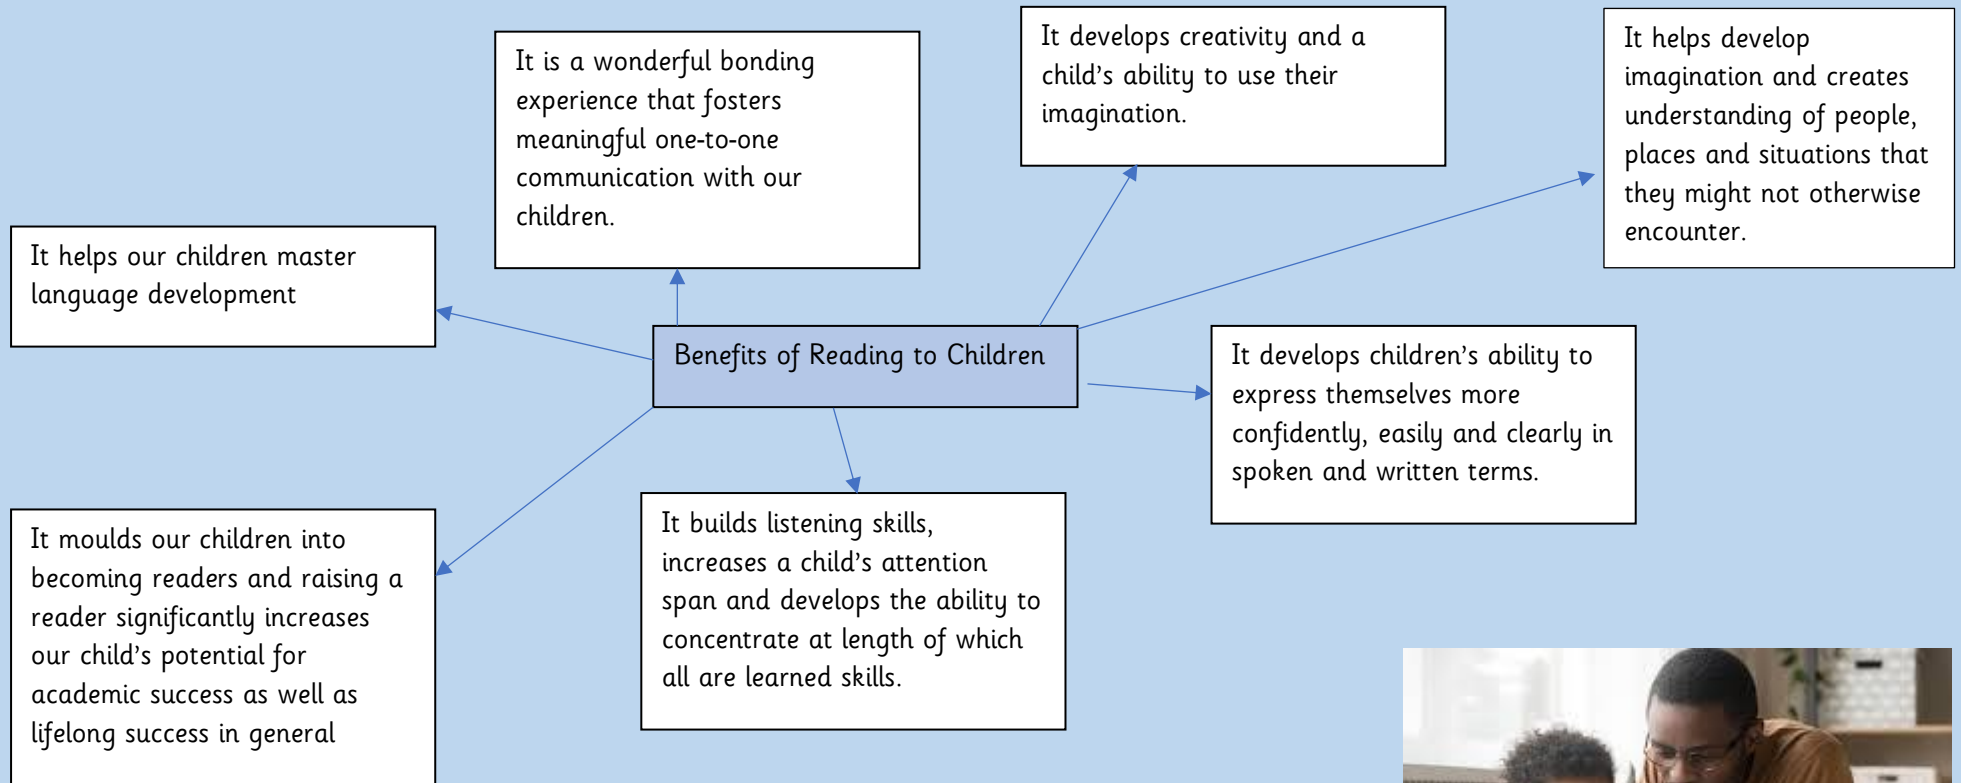 It is a wonderful bonding
experience that fosters
meaningful one-to-one
communication with our
children.
It develops creativity and a
child’s ability to use their
imagination.
It helps develop
imagination and creates
understanding of people,
places and situations that
they might not otherwise
encounter.
It helps our children master
language development
Benefits of Reading to Children
It develops children’s ability to
express themselves more
confidently, easily and clearly in
spoken and written terms.
It moulds our children into
becoming readers and raising a
reader significantly increases
our child’s potential for
academic success as well as
lifelong success in general
It builds listening skills,
increases a child’s attention
span and develops the ability to
concentrate at length of which
all are learned skills.